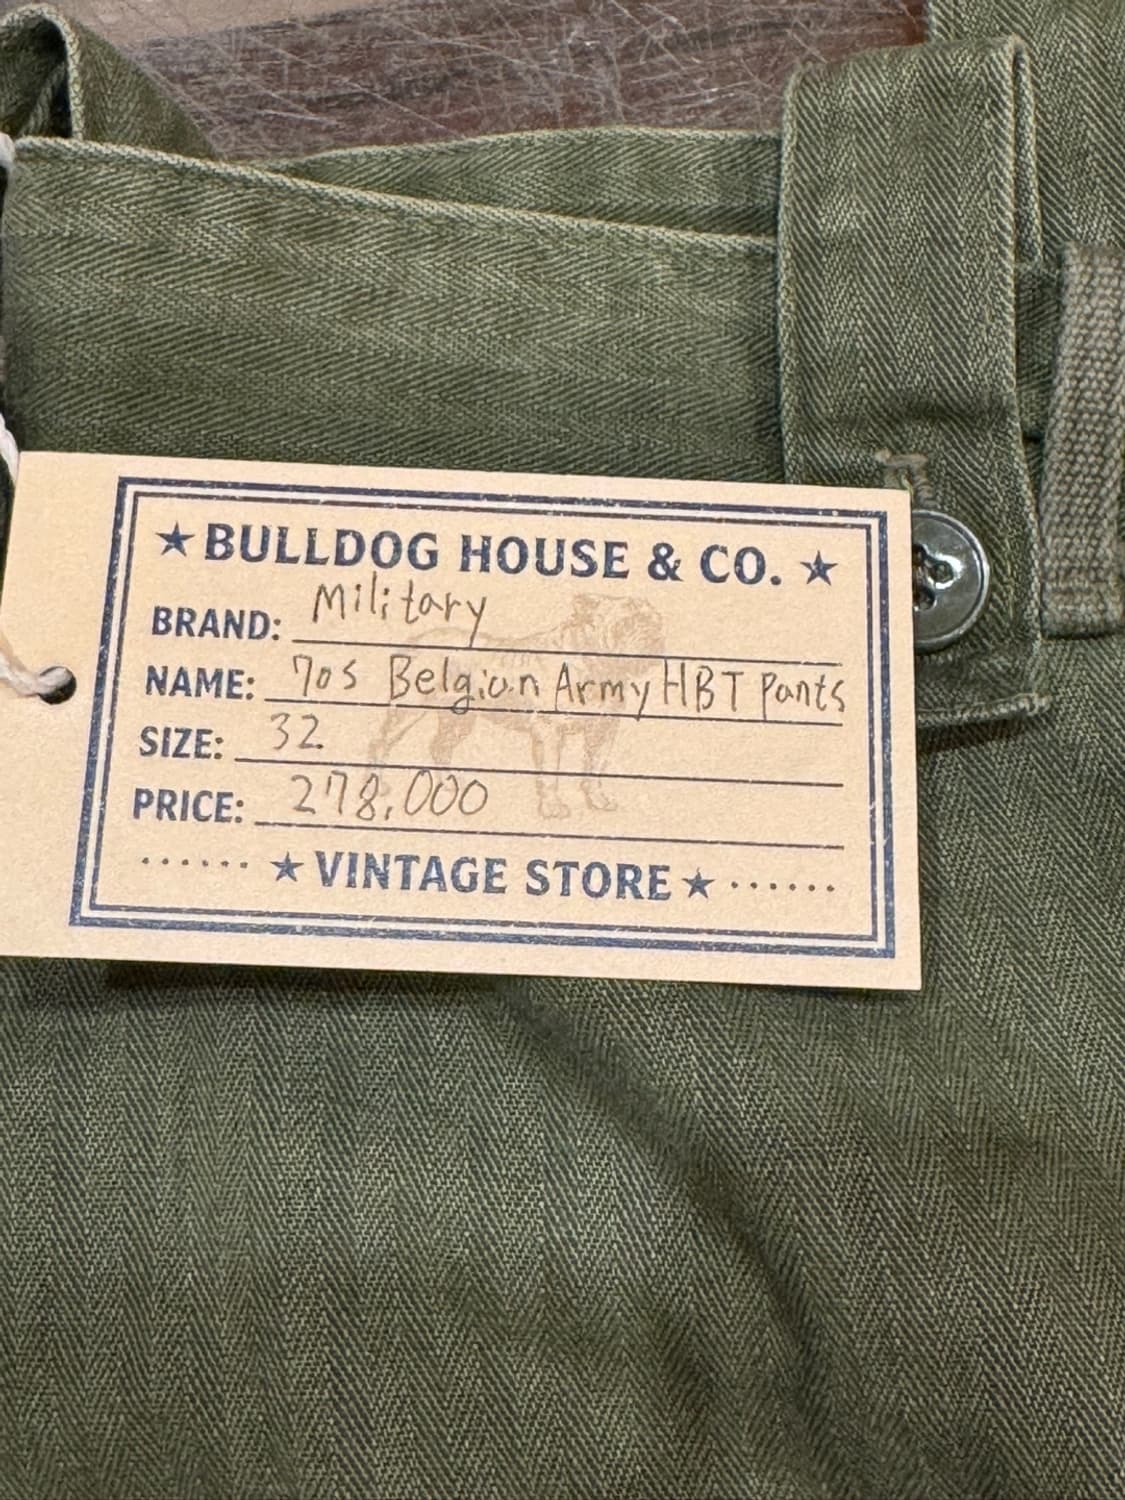 ★ BULLDOG HOUSE & CO. ★
BRAND: Military
NAME: 70s Belgian Army HBT Pants
SIZE: 32
PRICE: 278,000
······ ★ VINTAGE STORE ★ ······